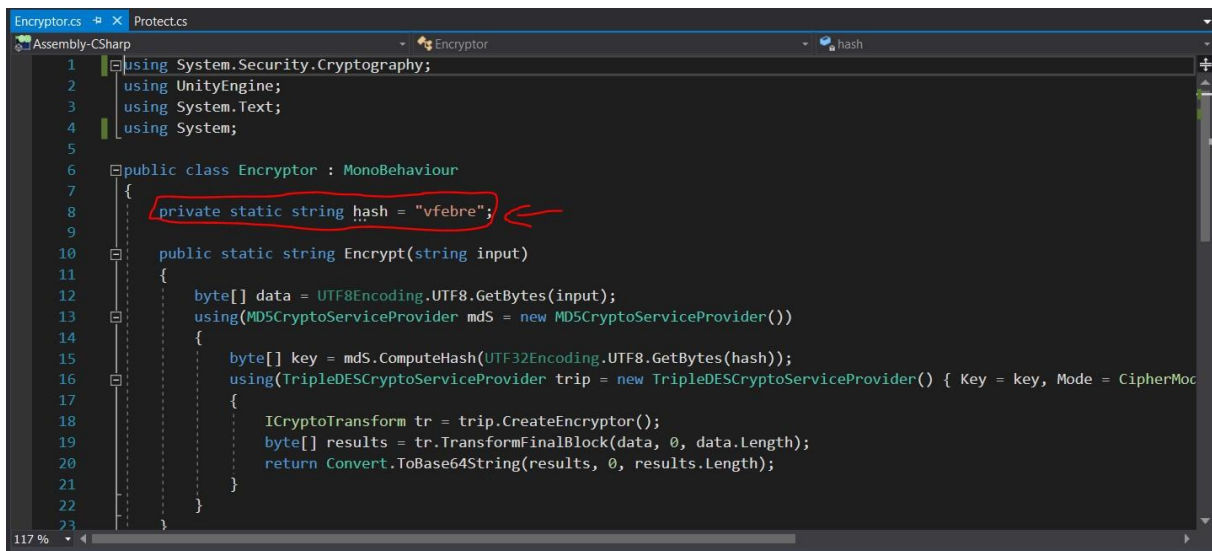 Encryptor.cs Protect.cs
Assembly-CSharp Encryptor hash
1 using System.Security.Cryptography;
2 using UnityEngine;
3 using System.Text;
4 using System;
5
6 public class Encryptor : MonoBehaviour
7 {
8 private static string hash = "vfebre";
9
10 public static string Encrypt(string input)
11 {
12 byte[] data = UTF8Encoding.UTF8.GetBytes(input);
13 using(MD5CryptoServiceProvider mdS = new MD5CryptoServiceProvider())
14 {
15 byte[] key = mdS.ComputeHash(UTF32Encoding.UTF8.GetBytes(hash));
16 using(TripleDESCryptoServiceProvider trip = new TripleDESCryptoServiceProvider() { Key = key, Mode = CipherMod
17 {
18 ICryptoTransform tr = trip.CreateEncryptor();
19 byte[] results = tr.TransformFinalBlock(data, 0, data.Length);
20 return Convert.ToBase64String(results, 0, results.Length);
21 }
22 }
23 }
117 %